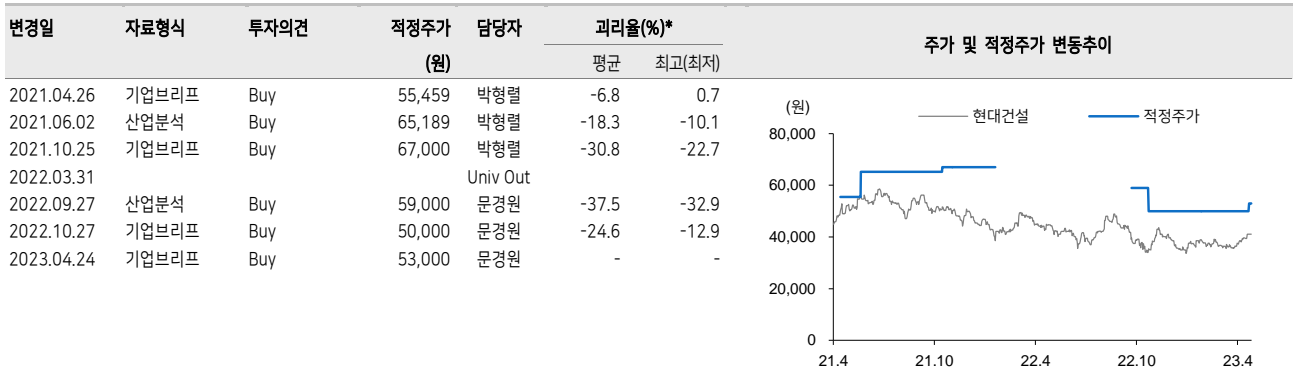 변경일 자료형식 투자의견 적정주가 담당자 괴리율(%)* 주가 및 적정주가 변동추이
(원) 평균 최고(최저)
2021.04.26 기업브리프 Buy 55,459 박형렬 -6.8 0.7
2021.06.02 산업분석 Buy 65,189 박형렬 -18.3 -10.1
2021.10.25 기업브리프 Buy 67,000 박형렬 -30.8 -22.7
2022.03.31 Univ Out
2022.09.27 산업분석 Buy 59,000 문경원 -37.5 -32.9
2022.10.27 기업브리프 Buy 50,000 문경원 -24.6 -12.9
2023.04.24 기업브리프 Buy 53,000 문경원 - -
(원) 현대건설 적정주가
80,000
60,000
40,000
20,000
0
21.4 21.10 22.4 22.10 23.4